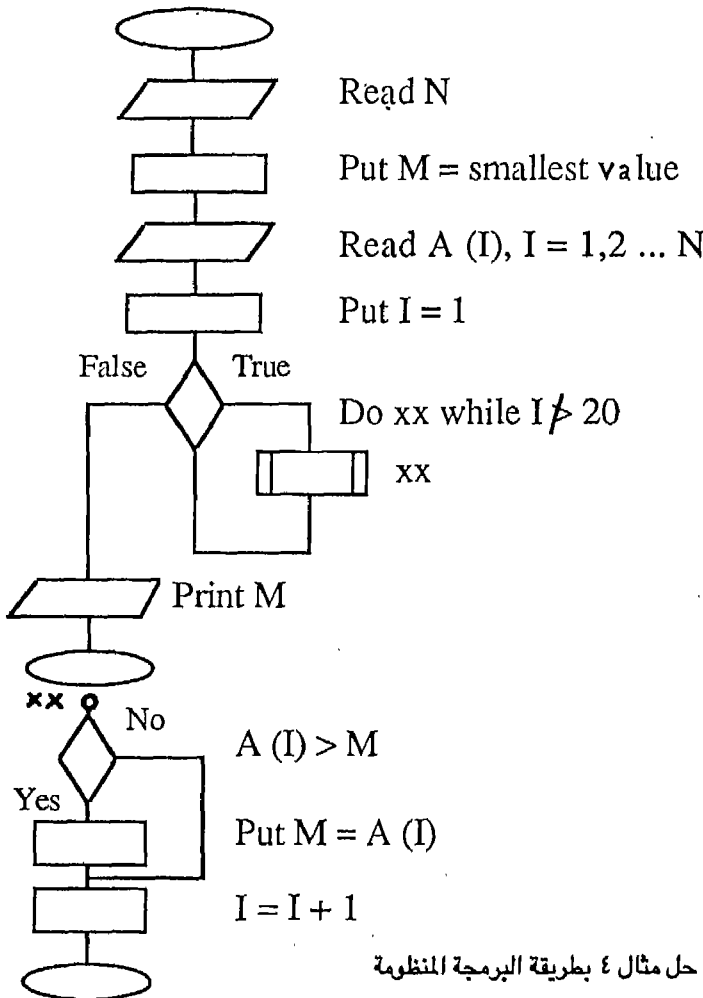 Read N
Put M = smallest value
Read A (I), I = 1,2 ... N
Put I = 1
False True
Do xx while I ≯ 20
xx
Print M
xx
No
A (I) > M
Yes
Put M = A (I)
I = I + 1
حل مثال ٤ بطريقة البرمجة المنظومة